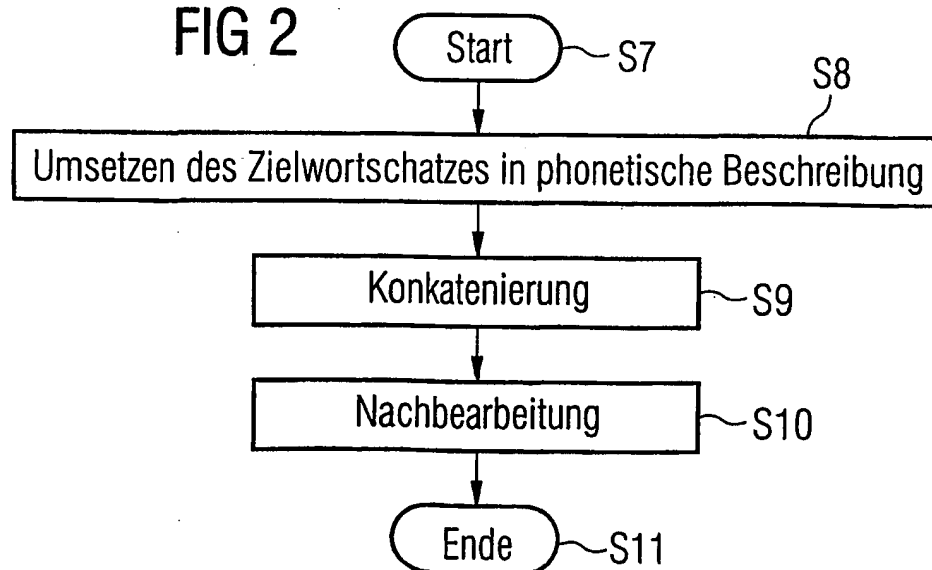 FIG 2
Start S7
S8
Umsetzen des Zielwortschatzes in phonetische Beschreibung
Konkatenierung S9
Nachbearbeitung S10
Ende S11